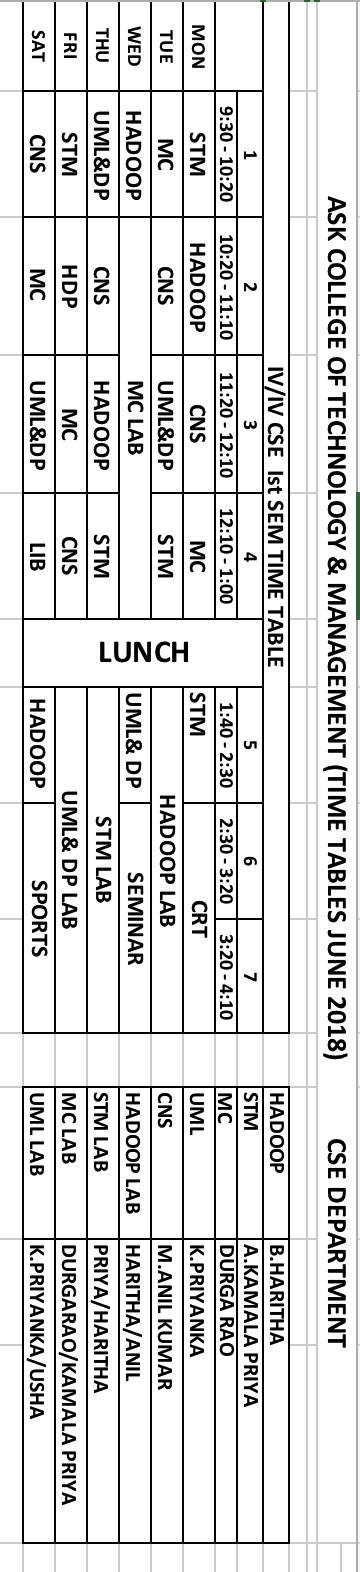 ASK COLLEGE OF TECHNOLOGY & MANAGEMENT (TIME TABLES JUNE 2018) CSE DEPARTMENT
IV/IV CSE Ist SEM TIME TABLE
1 2 3 4 LUNCH 5 6 7
9:30 - 10:20 10:20 - 11:10 11:20 - 12:10 12:10 - 1:00 1:40 - 2:30 2:30 - 3:20 3:20 - 4:10
MON STM HADOOP CNS MC STM CRT
TUE MC CNS UML&DP STM HADOOP LAB
WED HADOOP MC LAB UML& DP SEMINAR
THU UML&DP CNS HADOOP STM STM LAB
FRI STM HDP MC CNS UML& DP LAB
SAT CNS MC UML&DP LIB HADOOP SPORTS
HADOOP B.HARITHA
STM A.KAMALA PRIYA
MC DURGA RAO
UML K.PRIYANKA
CNS M.ANIL KUMAR
HADOOP LAB HARITHA/ANIL
STM LAB PRIYA/HARITHA
MC LAB DURGARAO/KAMALA PRIYA
UML LAB K.PRIYANKA/USHA